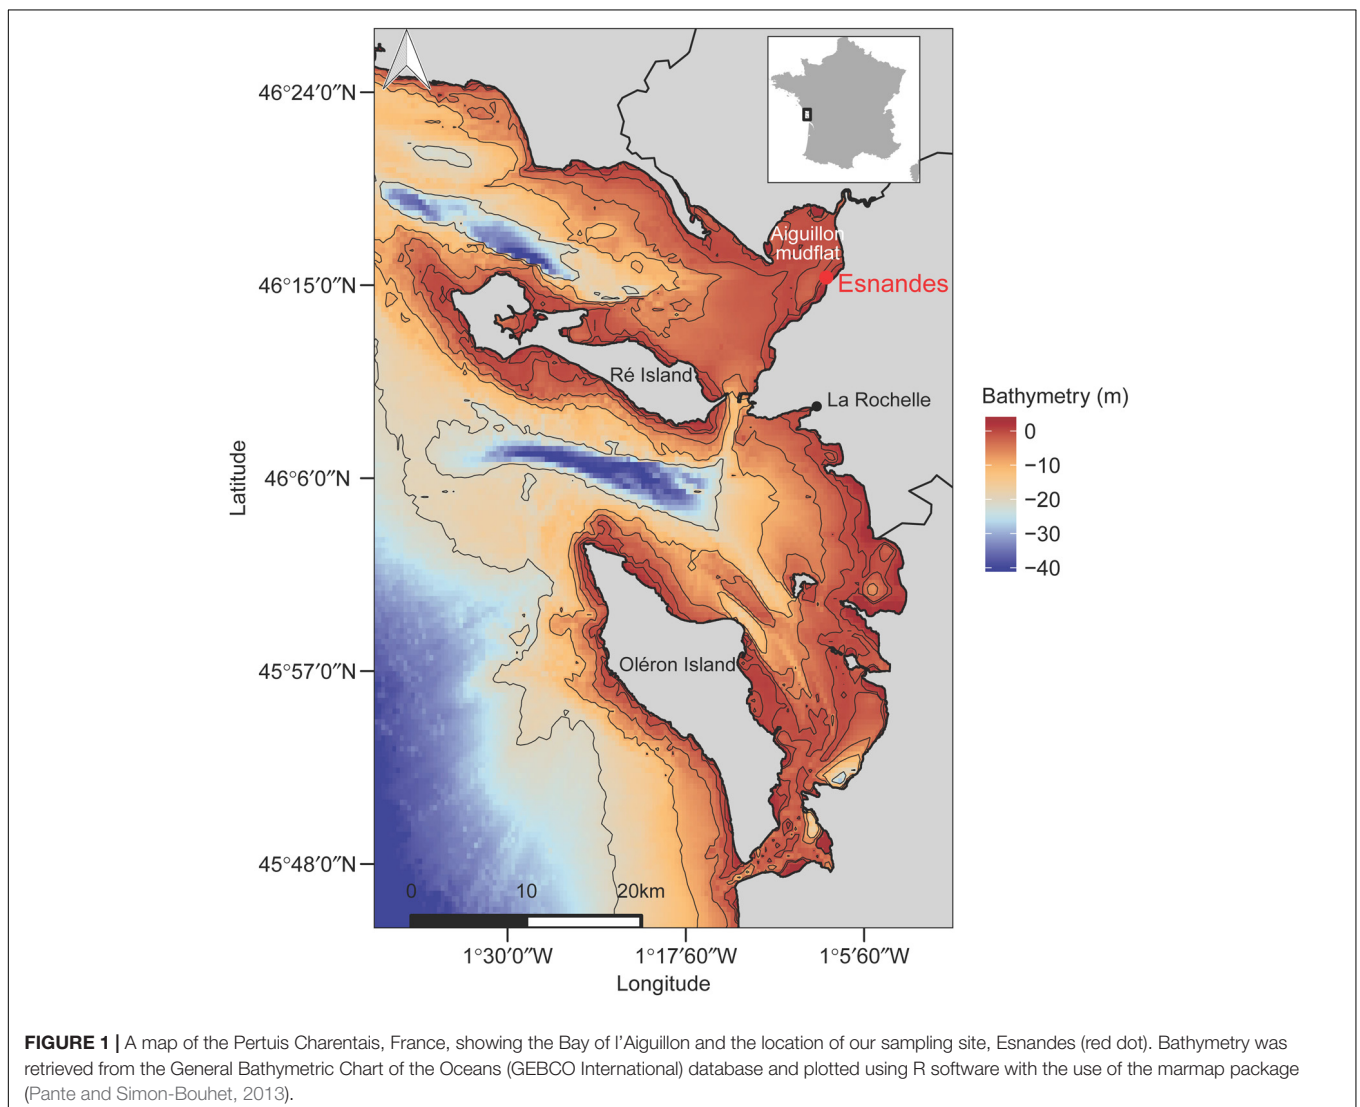 46°24′0″N
46°15′0″N
46°6′0″N
45°57′0″N
45°48′0″N
Latitude
Aiguillon
mudflat
Esnandes
Ré Island
La Rochelle
Oléron Island
0 10 20km
1°30′0″W 1°17′60″W 1°5′60″W
Longitude
Bathymetry (m)
0
−10
−20
−30
−40
FIGURE 1 | A map of the Pertuis Charentais, France, showing the Bay of l'Aiguillon and the location of our sampling site, Esnandes (red dot). Bathymetry was
retrieved from the General Bathymetric Chart of the Oceans (GEBCO International) database and plotted using R software with the use of the marmap package
(Pante and Simon-Bouhet, 2013).